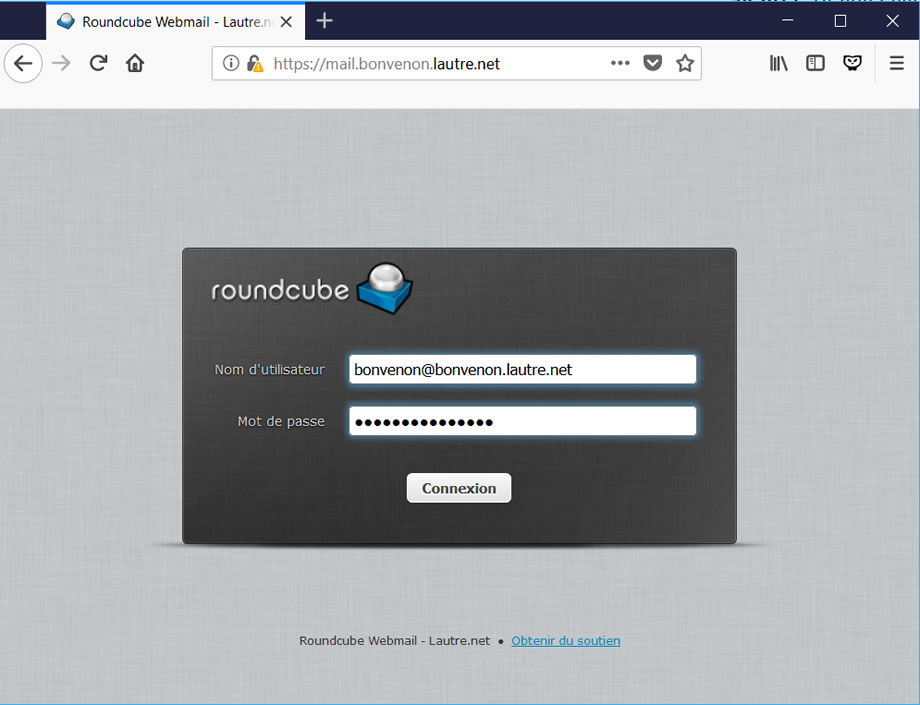 Roundcube Webmail - Lautre.n
https://mail.bonvenon.lautre.net
roundcube
Nom d'utilisateur bonvenon@bonvenon.lautre.net
Mot de passe •••••••••••••••
Connexion
Roundcube Webmail - Lautre.net • Obtenir du soutien